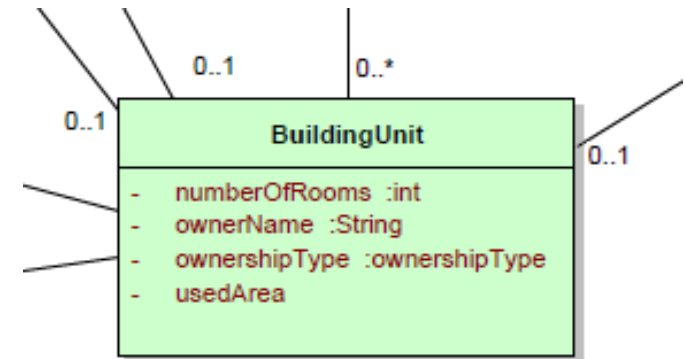 0..1
0..*
0..1
0..1
BuildingUnit
- numberOfRooms :int
- ownerName :String
- ownershipType :ownershipType
- usedArea